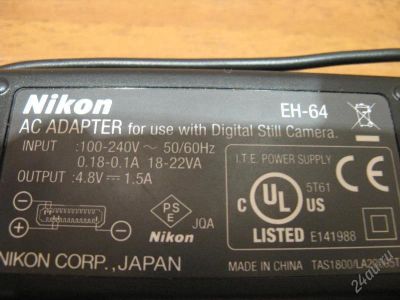 Nikon
EH-64
AC ADAPTER for use with Digital Still Camera.
INPUT :100-240V~ 50/60Hz
0.18-0.1A 18-22VA
OUTPUT :4.8V⎓1.5A
I.T.E. POWER SUPPLY
5T61
PS
E
JQA
C UL US
LISTED E141988
CE
Nikon
NIKON CORP.,JAPAN
MADE IN CHINA